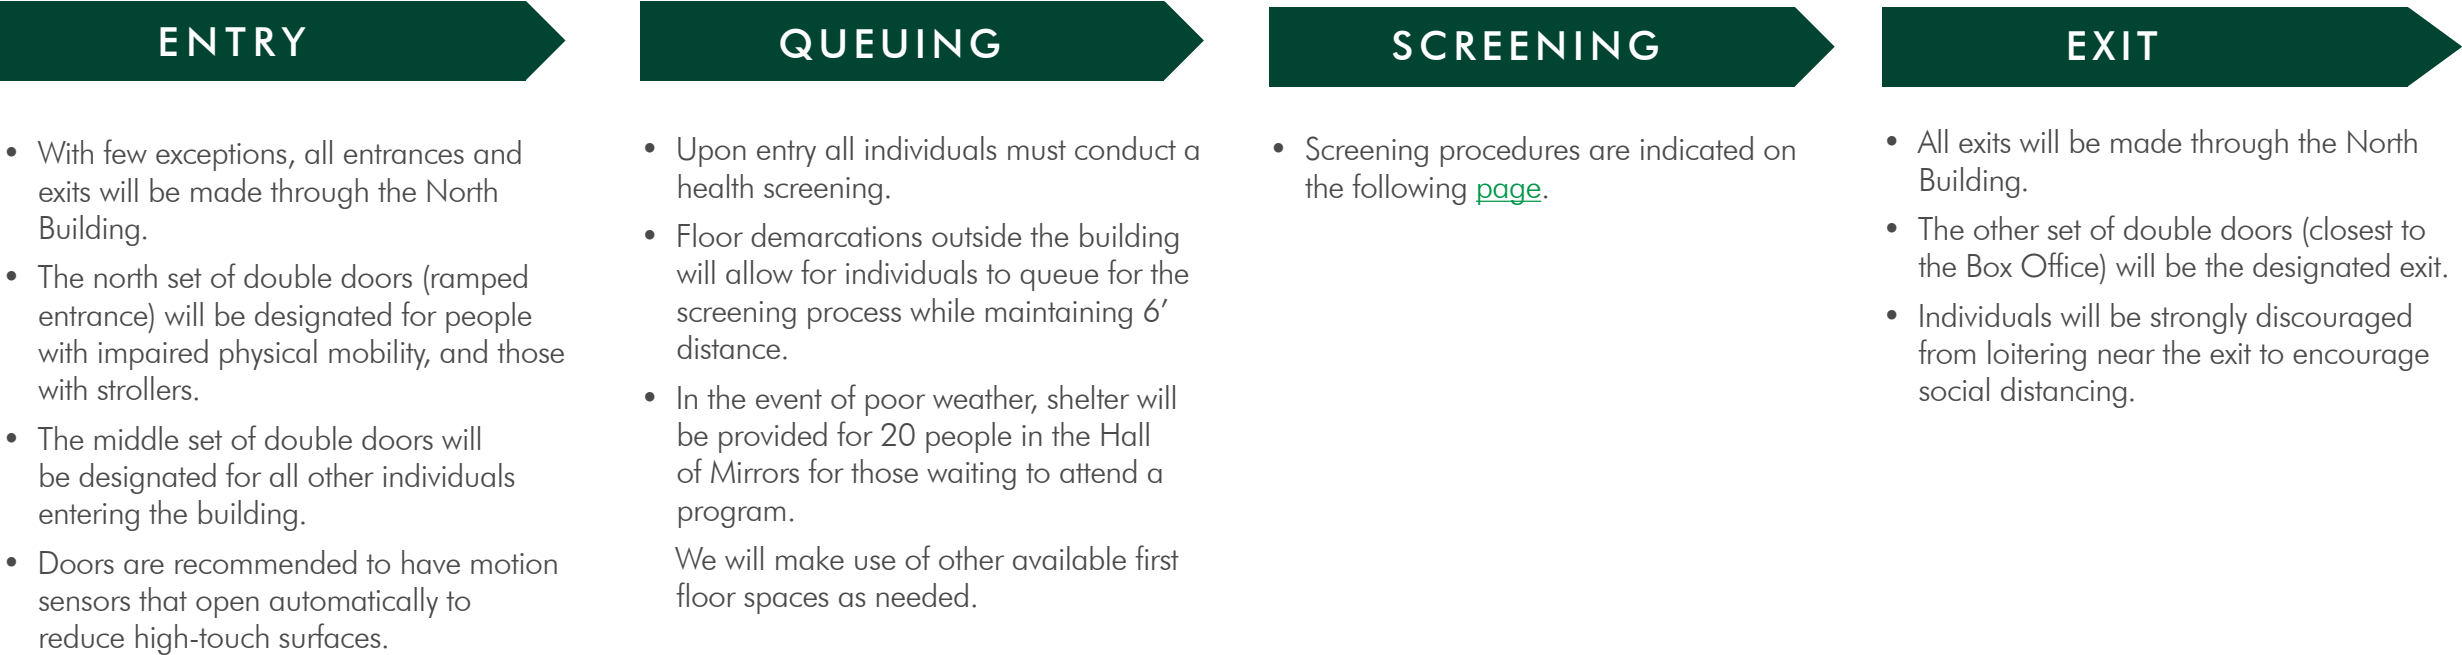 ENTRY
• With few exceptions, all entrances and
exits will be made through the North
Building.
• The north set of double doors (ramped
entrance) will be designated for people
with impaired physical mobility, and those
with strollers.
• The middle set of double doors will
be designated for all other individuals
entering the building.
• Doors are recommended to have motion
sensors that open automatically to
reduce high-touch surfaces.
QUEUING
• Upon entry all individuals must conduct a
health screening.
• Floor demarcations outside the building
will allow for individuals to queue for the
screening process while maintaining 6’
distance.
• In the event of poor weather, shelter will
be provided for 20 people in the Hall
of Mirrors for those waiting to attend a
program.
We will make use of other available first
floor spaces as needed.
SCREENING
• Screening procedures are indicated on
the following page.
EXIT
• All exits will be made through the North
Building.
• The other set of double doors (closest to
the Box Office) will be the designated exit.
• Individuals will be strongly discouraged
from loitering near the exit to encourage
social distancing.